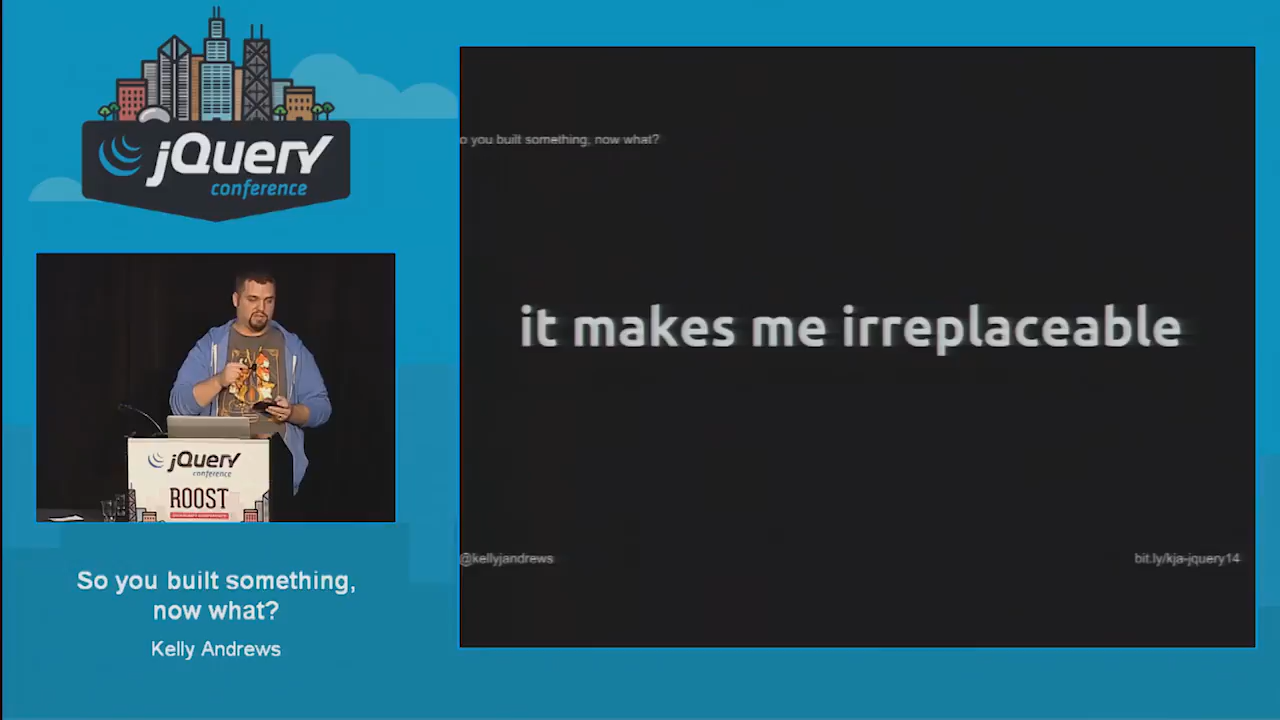 jQuery
conference
o you built something, now what?
it makes me irreplaceable
@kellyjandrews
bit.ly/kja-jquery14
jQuery
conference
ROOST
So you built something,
now what?
Kelly Andrews